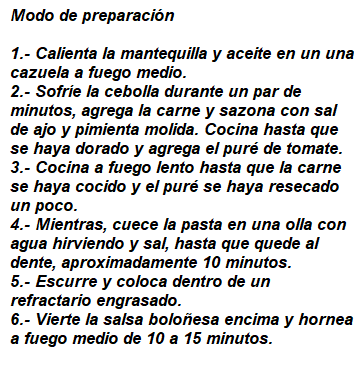 Modo de preparación
1.- Calienta la mantequilla y aceite en un una
cazuela a fuego medio.
2.- Sofríe la cebolla durante un par de
minutos, agrega la carne y sazona con sal
de ajo y pimienta molida. Cocina hasta que
se haya dorado y agrega el puré de tomate.
3.- Cocina a fuego lento hasta que la carne
se haya cocido y el puré se haya resecado
un poco.
4.- Mientras, cuece la pasta en una olla con
agua hirviendo y sal, hasta que quede al
dente, aproximadamente 10 minutos.
5.- Escurre y coloca dentro de un
refractario engrasado.
6.- Vierte la salsa boloñesa encima y hornea
a fuego medio de 10 a 15 minutos.